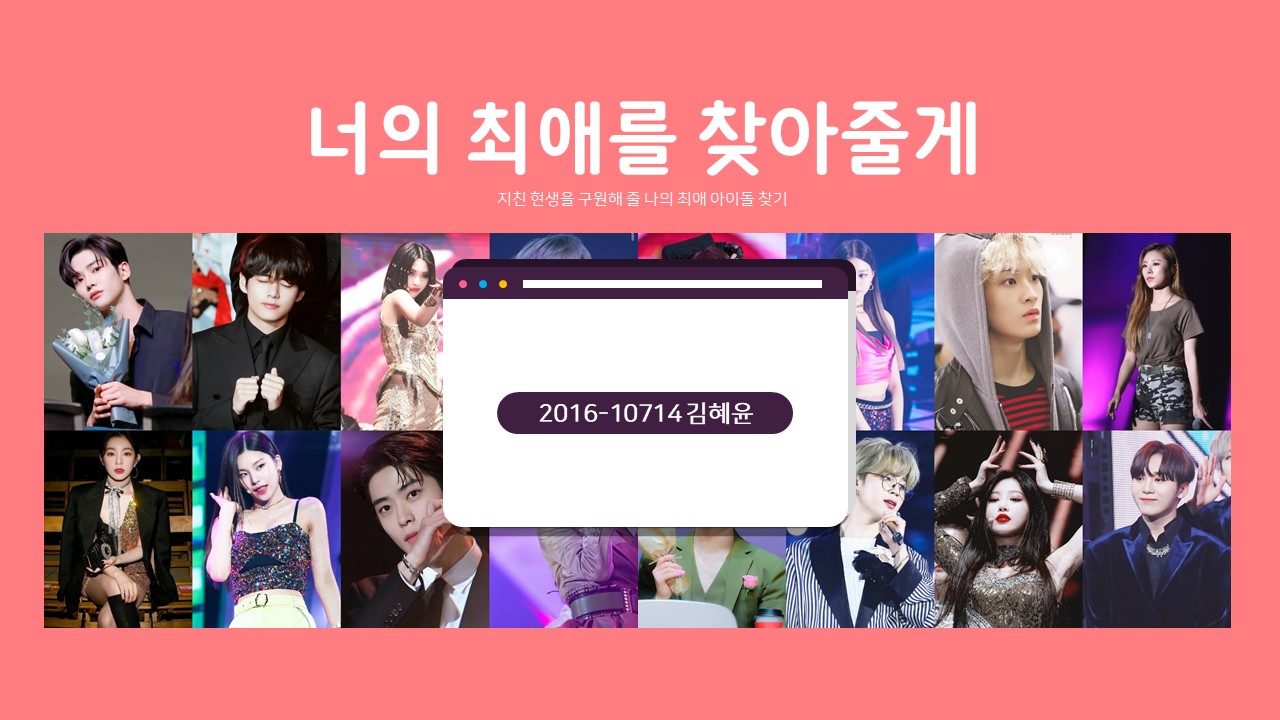 너의 최애를 찾아줄게
지친 현생을 구원해 줄 나의 최애 아이돌 찾기
2016-10714 김혜윤